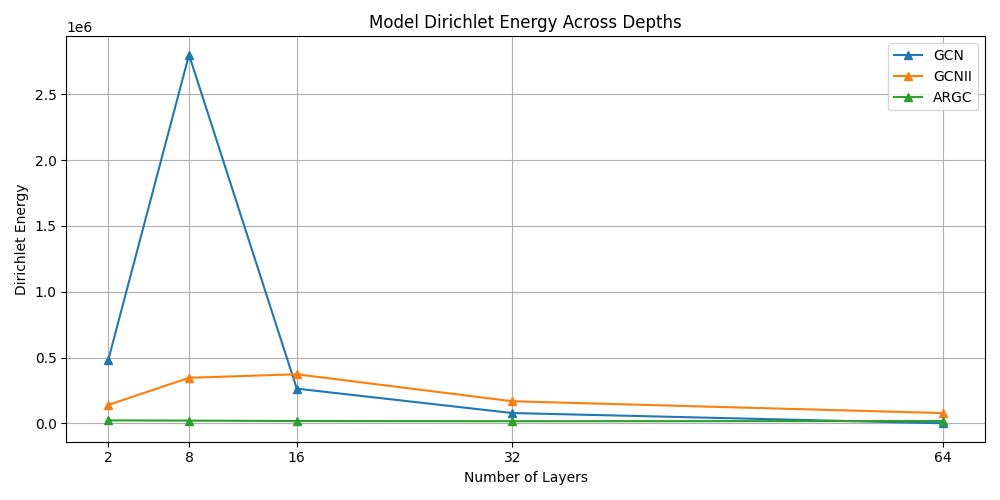 Model Dirichlet Energy Across Depths
1e6
2.5
2.0
1.5
1.0
0.5
0.0
Dirichlet Energy
GCN
GCNII
ARGC
2 8 16 32 64
Number of Layers